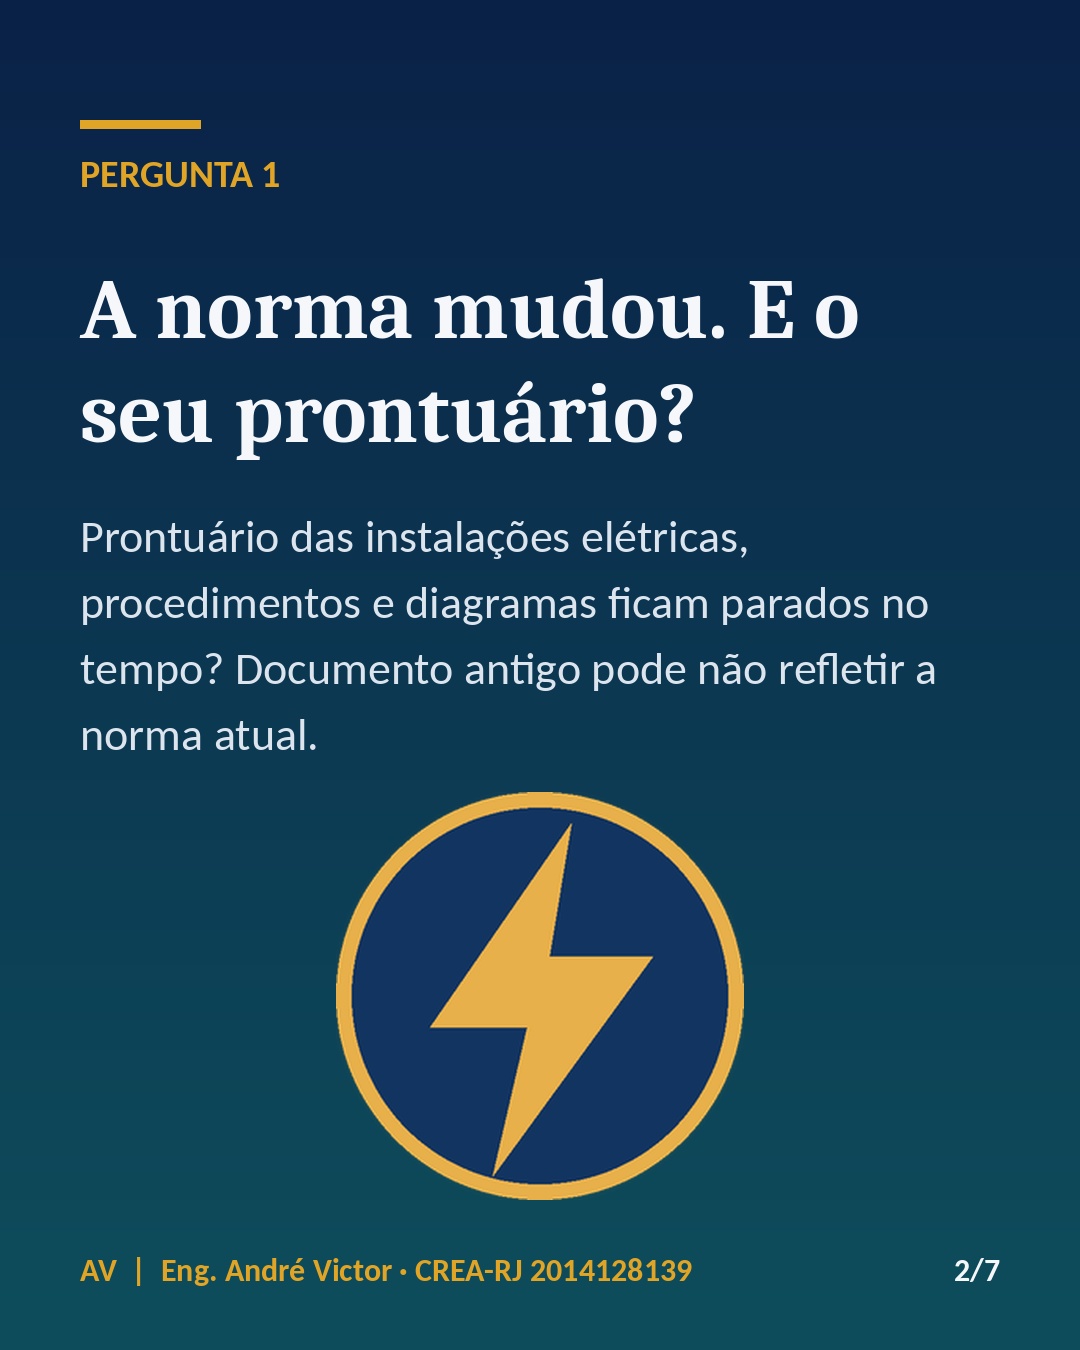 PERGUNTA 1
A norma mudou. E o
seu prontuário?
Prontuário das instalações elétricas,
procedimentos e diagramas ficam parados no
tempo? Documento antigo pode não refletir a
norma atual.
AV | Eng. André Victor · CREA-RJ 2014128139
2/7